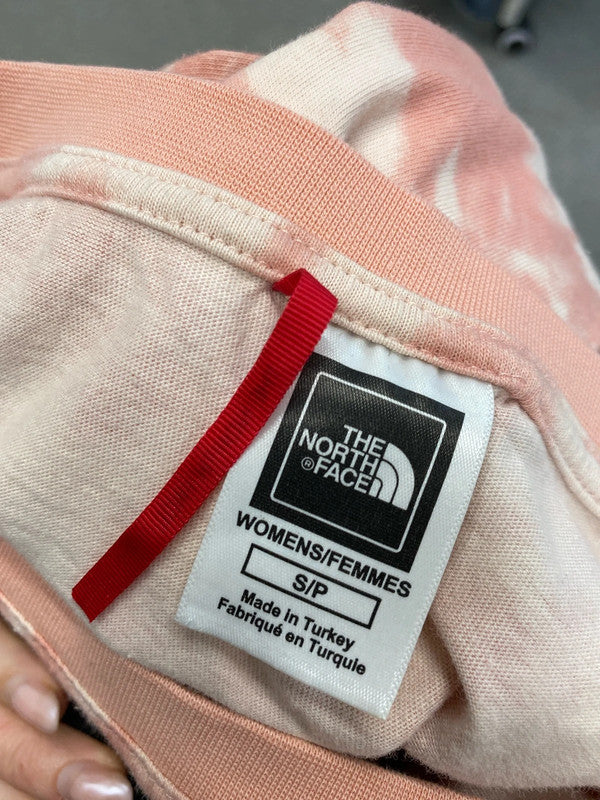 THE
NORTH
®FACE
WOMENS/FEMMES
S/P
Made in Turkey
Fabriqué en Turquie